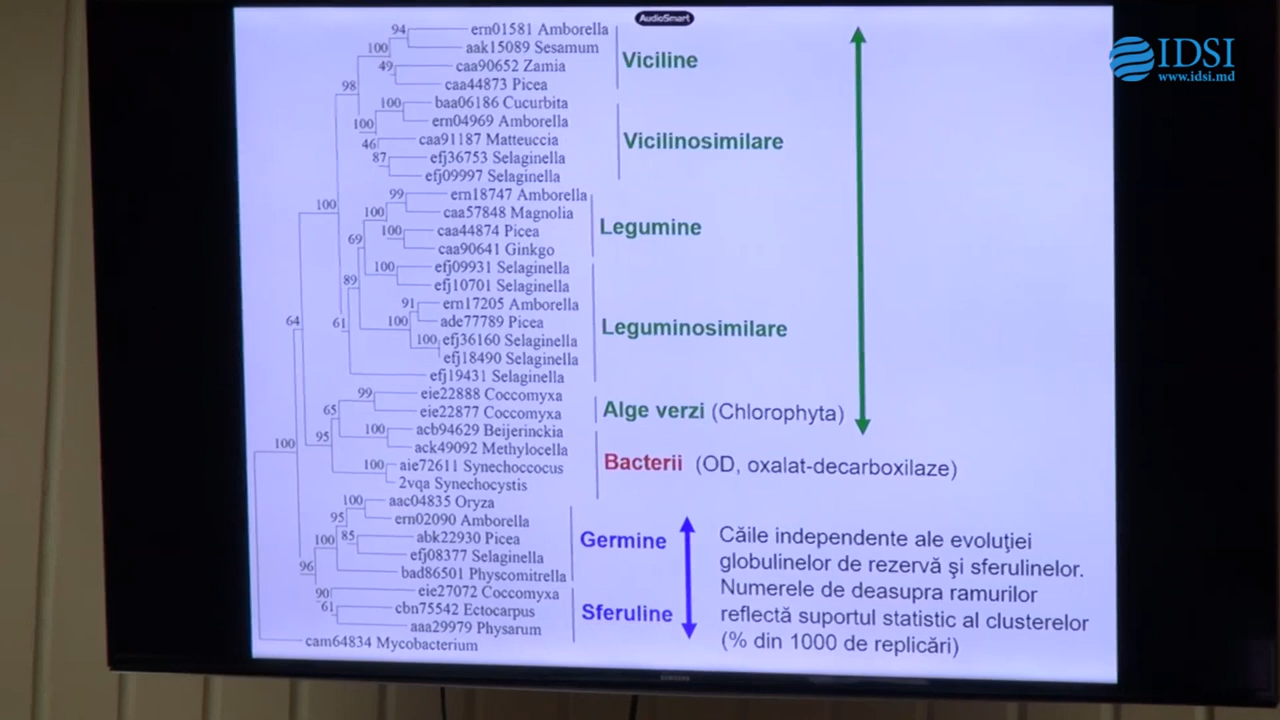 AudioSmart
IDSI
www.idsi.md
94
ern01581 Amborella
100
aak15089 Sesamum
49
caa90652 Zamia
Viciline
98
caa44873 Picea
100
baa06186 Cucurbita
100
ern04969 Amborella
46
caa91187 Matteuccia
Vicilinosimilare
87
efj36753 Selaginella
efj09997 Selaginella
100
99
ern18747 Amborella
100
caa57848 Magnolia
100
caa44874 Picea
Legumine
69
caa90641 Ginkgo
100
efj09931 Selaginella
89
efj10701 Selaginella
91
ern17205 Amborella
64
61
100
ade77789 Picea
Leguminosimilare
100
efj36160 Selaginella
efj18490 Selaginella
efj19431 Selaginella
99
eie22888 Coccomyxa
65
eie22877 Coccomyxa
Alge verzi (Chlorophyta)
95
100
acb94629 Beijerinckia
100
ack49092 Methylocella
100
aie72611 Synechoccocus
Bacterii (OD, oxalat-decarboxilaze)
2vqa Synechocystis
100
aac04835 Oryza
95
ern02090 Amborella
100
85
abk22930 Picea
Germine
efj08377 Selaginella
96
bad86501 Physcomitrella
90
eie27072 Coccomyxa
61
cbn75542 Ectocarpus
Sferuline
aaa29979 Physarum
cam64834 Mycobacterium
Căile independente ale evoluţiei
globulinelor de rezervă şi sferulinelor.
Numerele de deasupra ramurilor
reflectă suportul statistic al clusterelor
(% din 1000 de replicări)
SAMSUNG